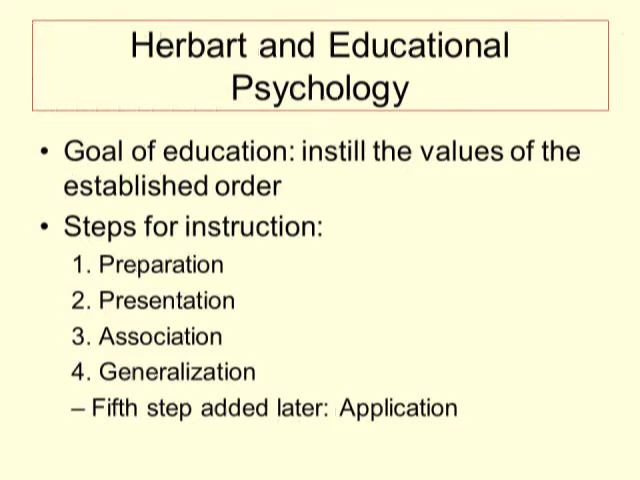 Herbart and Educational
Psychology
• Goal of education: instill the values of the
established order
• Steps for instruction:
1. Preparation
2. Presentation
3. Association
4. Generalization
– Fifth step added later: Application